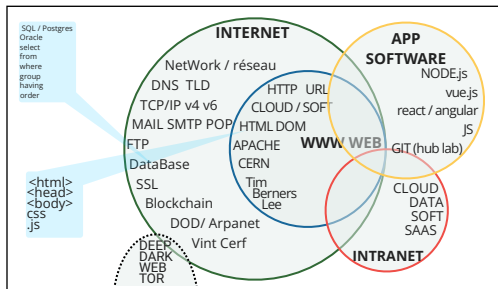 SQL / Postgres
Oracle
select
from
where
group
having
order
<html>
<head>
<body>
css
.js
INTERNET
NetWork / réseau
DNS TLD
TCP/IP v4 v6
MAIL SMTP POP
FTP
DataBase
SSL
Blockchain
DOD/ Arpanet
Vint Cerf
DEEP
DARK
WEB
TOR
HTTP URL
CLOUD / SOFT
HTML DOM
APACHE
WWW WEB
CERN
Tim
Berners
Lee
APP
SOFTWARE
NODE.js
vue.js
react / angular
JS
GIT (hub lab)
CLOUD
DATA
SOFT
SAAS
INTRANET